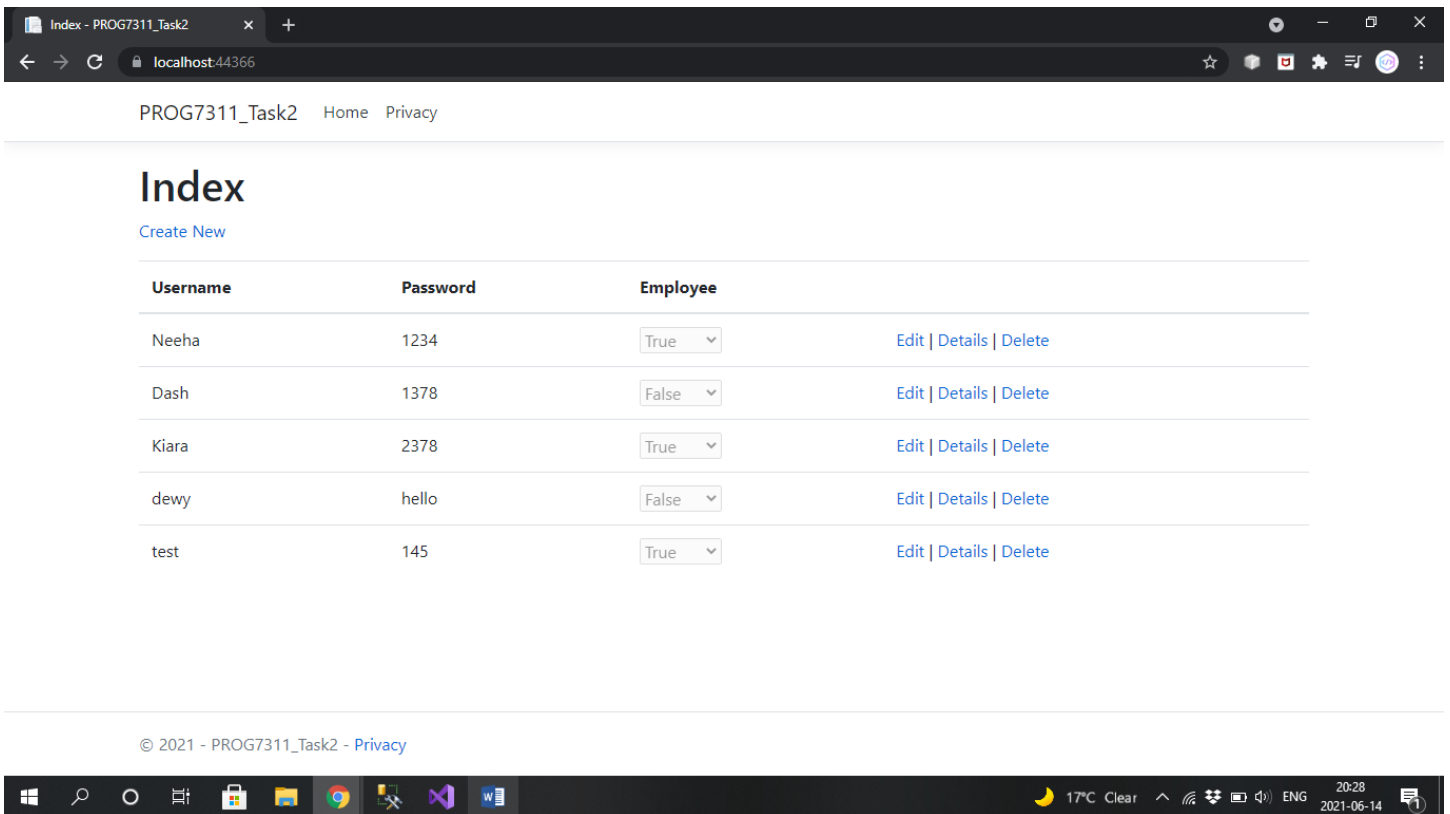 Index - PROG7311_Task2
localhost:44366
PROG7311_Task2 Home Privacy
Index
Create New
Username Password Employee
Neeha 1234 True Edit | Details | Delete
Dash 1378 False Edit | Details | Delete
Kiara 2378 True Edit | Details | Delete
dewy hello False Edit | Details | Delete
test 145 True Edit | Details | Delete
© 2021 - PROG7311_Task2 - Privacy
17°C Clear ENG 20:28
2021-06-14 1